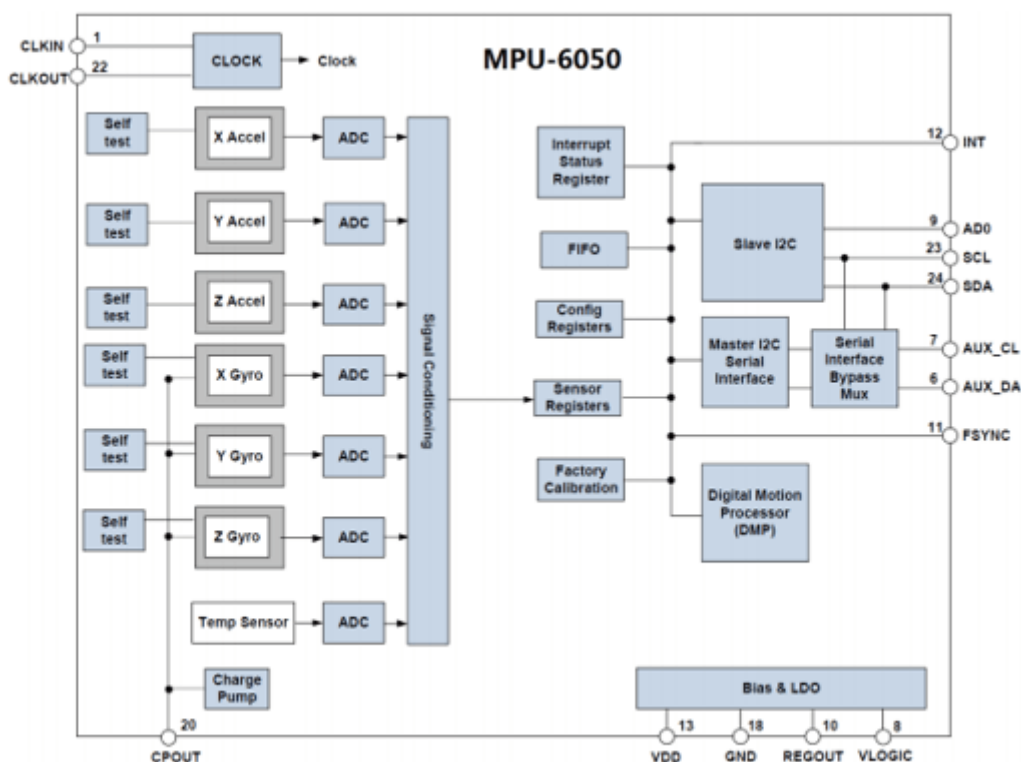 MPU-6050
CLKIN
1
CLKOUT
22
CLOCK
Clock
Self
test
X Accel
ADC
Self
test
Y Accel
ADC
Self
test
Z Accel
ADC
Self
test
X Gyro
ADC
Self
test
Y Gyro
ADC
Self
test
Z Gyro
ADC
Temp Sensor
ADC
Signal Conditioning
Charge
Pump
20
CPOUT
Interrupt
Status
Register
FIFO
Config
Registers
Sensor
Registers
Factory
Calibration
Slave I2C
Master I2C
Serial
Interface
Serial
Interface
Bypass
Mux
Digital Motion
Processor
(DMP)
12
INT
9
AD0
23
SCL
24
SDA
7
AUX_CL
6
AUX_DA
11
FSYNC
Bias & LDO
13
VDD
18
GND
10
REGOUT
8
VLOGIC